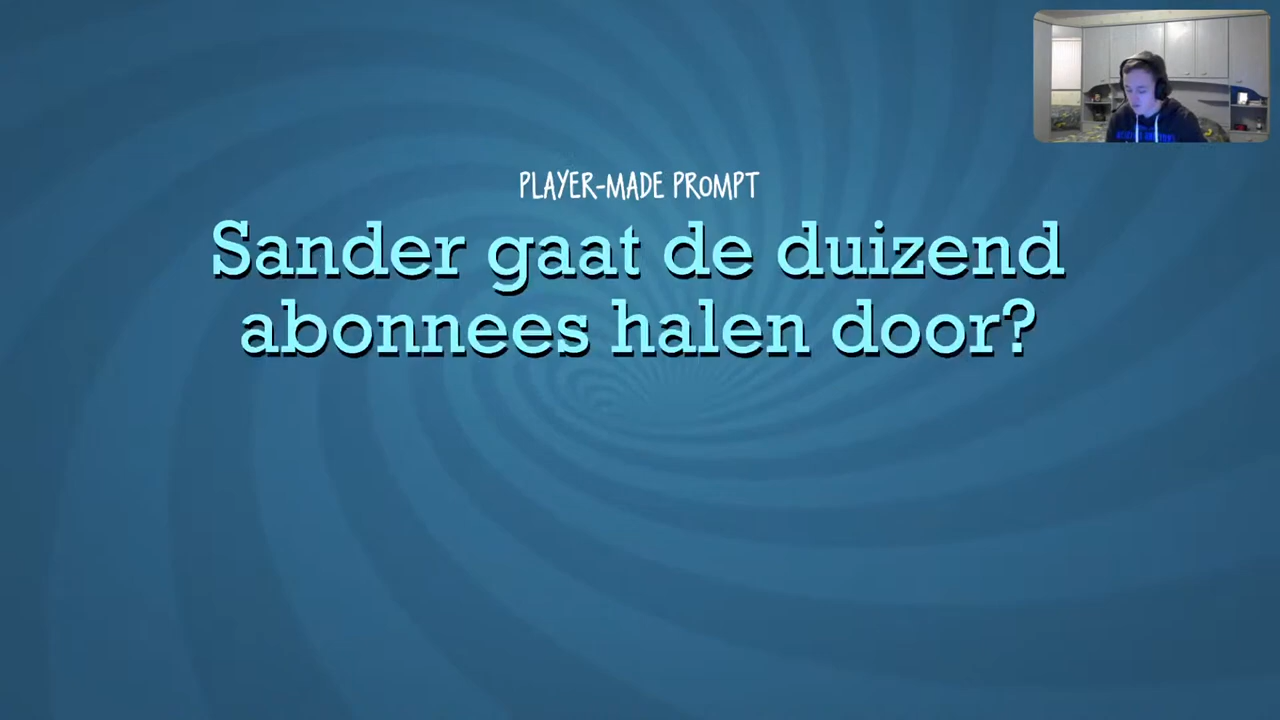 PLAYER-MADE PROMPT
Sander gaat de duizend
abonnees halen door?